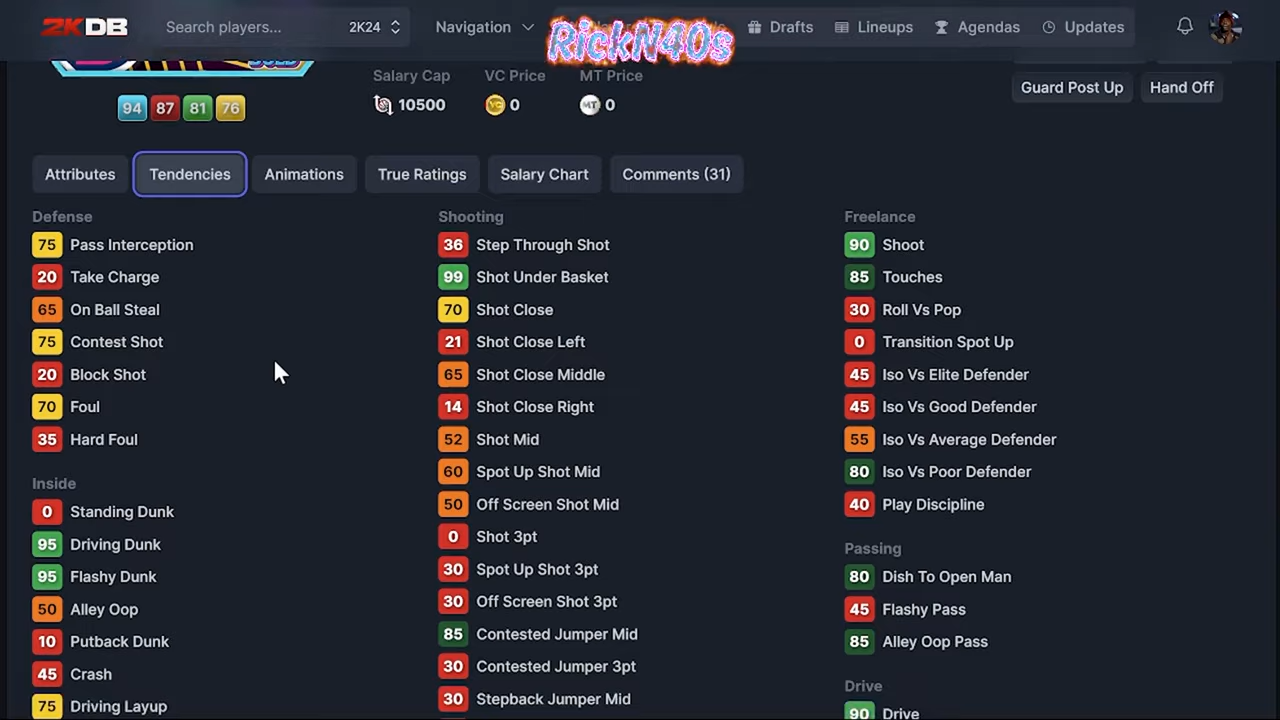 2KDB
Search players...
2K24
Navigation
RickN40s
Drafts
Lineups
Agendas
Updates
Salary Cap
VC Price
MT Price
10500
0
0
Guard Post Up
Hand Off
94
87
81
76
Attributes
Tendencies
Animations
True Ratings
Salary Chart
Comments (31)
Defense
75 Pass Interception
20 Take Charge
65 On Ball Steal
75 Contest Shot
20 Block Shot
70 Foul
35 Hard Foul
Inside
0 Standing Dunk
95 Driving Dunk
95 Flashy Dunk
50 Alley Oop
10 Putback Dunk
45 Crash
75 Driving Layup
Shooting
36 Step Through Shot
99 Shot Under Basket
70 Shot Close
21 Shot Close Left
65 Shot Close Middle
14 Shot Close Right
52 Shot Mid
60 Spot Up Shot Mid
50 Off Screen Shot Mid
0 Shot 3pt
30 Spot Up Shot 3pt
30 Off Screen Shot 3pt
85 Contested Jumper Mid
30 Contested Jumper 3pt
30 Stepback Jumper Mid
Freelance
90 Shoot
85 Touches
30 Roll Vs Pop
0 Transition Spot Up
45 Iso Vs Elite Defender
45 Iso Vs Good Defender
55 Iso Vs Average Defender
80 Iso Vs Poor Defender
40 Play Discipline
Passing
80 Dish To Open Man
45 Flashy Pass
85 Alley Oop Pass
Drive
90 Drive